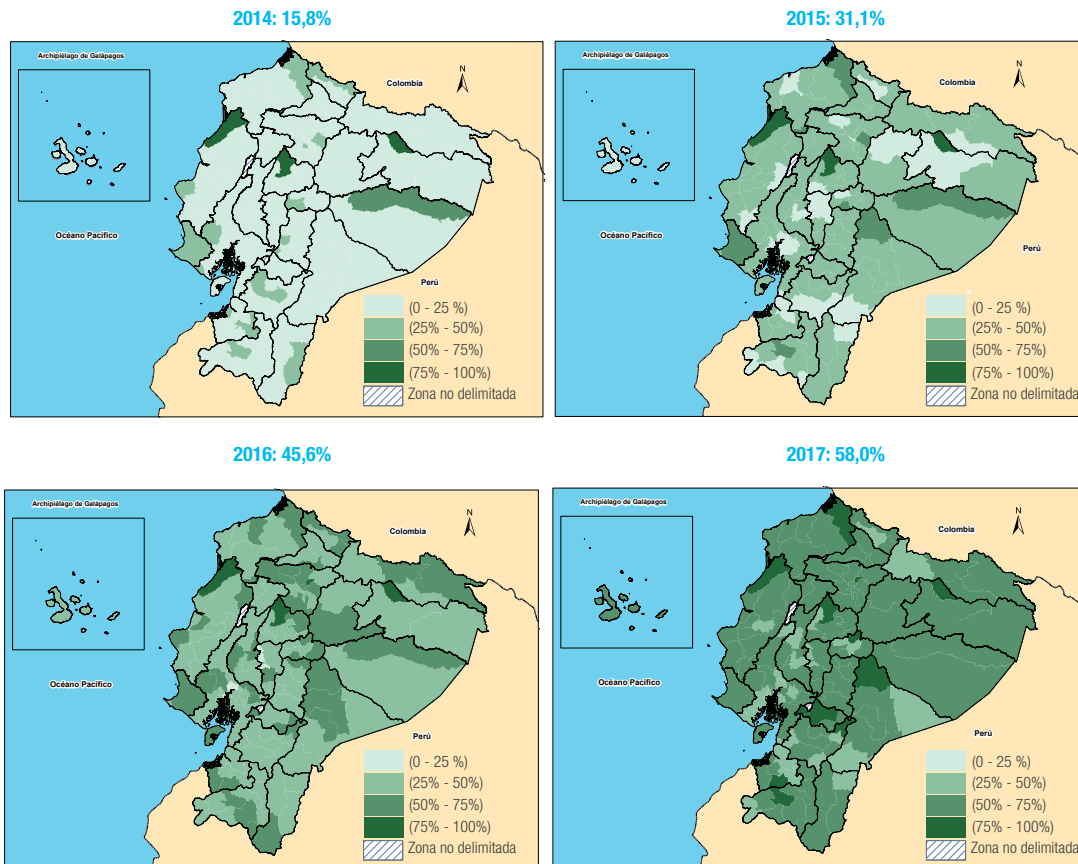 2014: 15,8%
Archipiélago de Galápagos
N
Colombia
Océano Pacífico
Perú
(0 - 25 %)
(25% - 50%)
(50% - 75%)
(75% - 100%)
Zona no delimitada
2015: 31,1%
Archipiélago de Galápagos
N
Colombia
Océano Pacífico
Perú
(0 - 25 %)
(25% - 50%)
(50% - 75%)
(75% - 100%)
Zona no delimitada
2016: 45,6%
Archipiélago de Galápagos
N
Colombia
Océano Pacífico
Perú
(0 - 25 %)
(25% - 50%)
(50% - 75%)
(75% - 100%)
Zona no delimitada
2017: 58,0%
Archipiélago de Galápagos
N
Colombia
Océano Pacífico
Perú
(0 - 25 %)
(25% - 50%)
(50% - 75%)
(75% - 100%)
Zona no delimitada